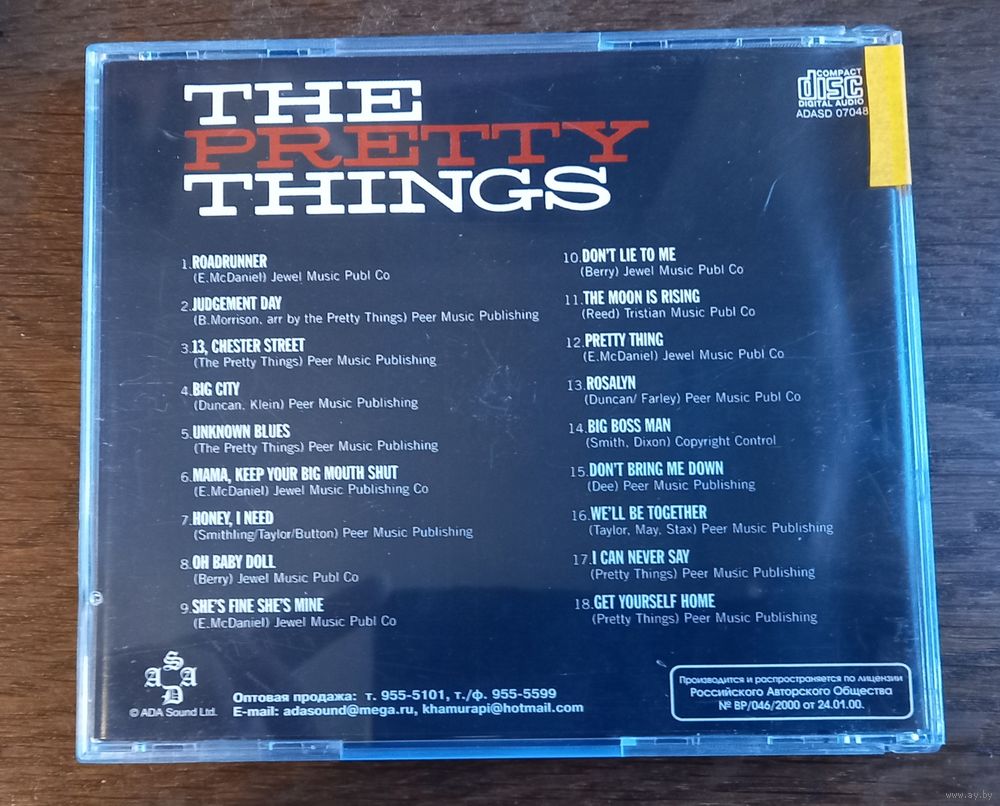 THE
PRETTY
THINGS
COMPACT
disc
DIGITAL AUDIO
ADASD 07048
1.ROADRUNNER
(E.McDaniel) Jewel Music Publ Co
2.JUDGEMENT DAY
(B.Morrison, arr by the Pretty Things) Peer Music Publishing
3.13, CHESTER STREET
(The Pretty Things) Peer Music Publishing
4.BIG CITY
(Duncan, Klein) Peer Music Publishing
5.UNKNOWN BLUES
(The Pretty Things) Peer Music Publishing
6.MAMA, KEEP YOUR BIG MOUTH SHUT
(E.McDaniel) Jewel Music Publishing Co
7.HONEY, I NEED
(Smithling/Taylor/Button) Peer Music Publishing
8.OH BABY DOLL
(Berry) Jewel Music Publ Co
9.SHE'S FINE SHE'S MINE
(E.McDaniel) Jewel Music Publ Co
10.DON'T LIE TO ME
(Berry) Jewel Music Publ Co
11.THE MOON IS RISING
(Reed) Tristian Music Publ Co
12.PRETTY THING
(E.McDaniel) Jewel Music Publ Co
13.ROSALYN
(Duncan/ Farley) Peer Music Publ Co
14.BIG BOSS MAN
(Smith, Dixon) Copyright Control
15.DON'T BRING ME DOWN
(Dee) Peer Music Publishing
16.WE'LL BE TOGETHER
(Taylor, May, Stax) Peer Music Publishing
17.I CAN NEVER SAY
(Pretty Things) Peer Music Publishing
18.GET YOURSELF HOME
(Pretty Things) Peer Music Publishing
S
A A
D
© ADA Sound Ltd.
Оптовая продажа: т. 955-5101, т./ф. 955-5599
E-mail: adasound@mega.ru, khamurapi@hotmail.com
Производится и распространяется по лицензии
Российского Авторского Общества
№ ВР/046/2000 от 24.01.00.
www.ay.by